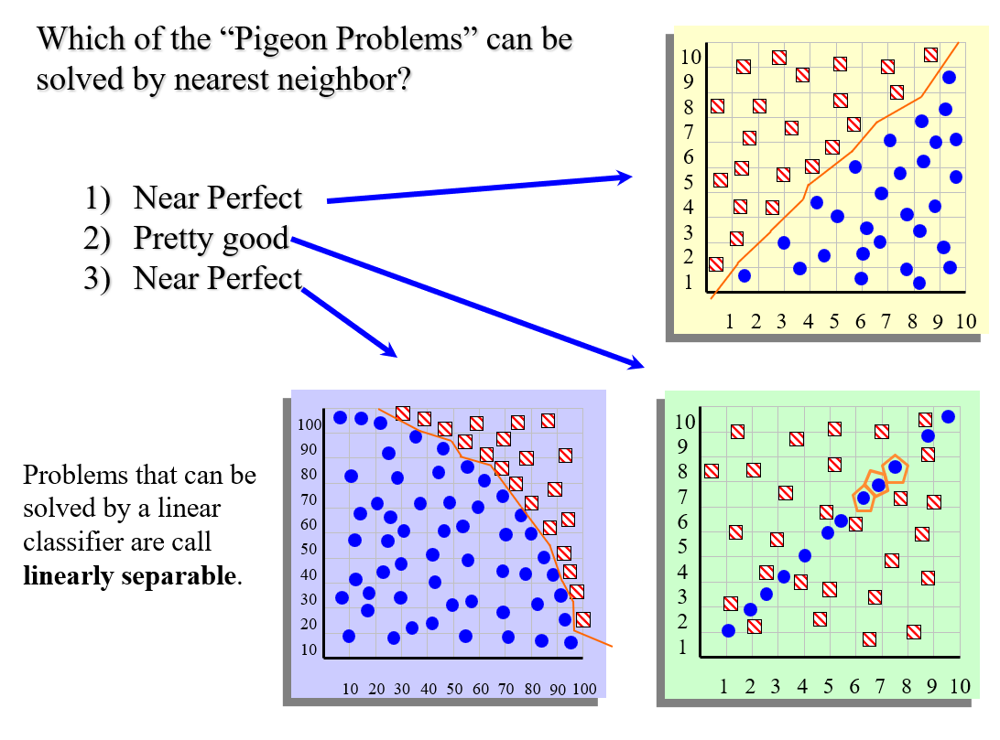 Which of the “Pigeon Problems” can be
solved by nearest neighbor?
1) Near Perfect
2) Pretty good
3) Near Perfect
10
9
8
7
6
5
4
3
2
1
1 2 3 4 5 6 7 8 9 10
Problems that can be
solved by a linear
classifier are call
linearly separable.
100
90
80
70
60
50
40
30
20
10
10 20 30 40 50 60 70 80 90 100
10
9
8
7
6
5
4
3
2
1
1 2 3 4 5 6 7 8 9 10